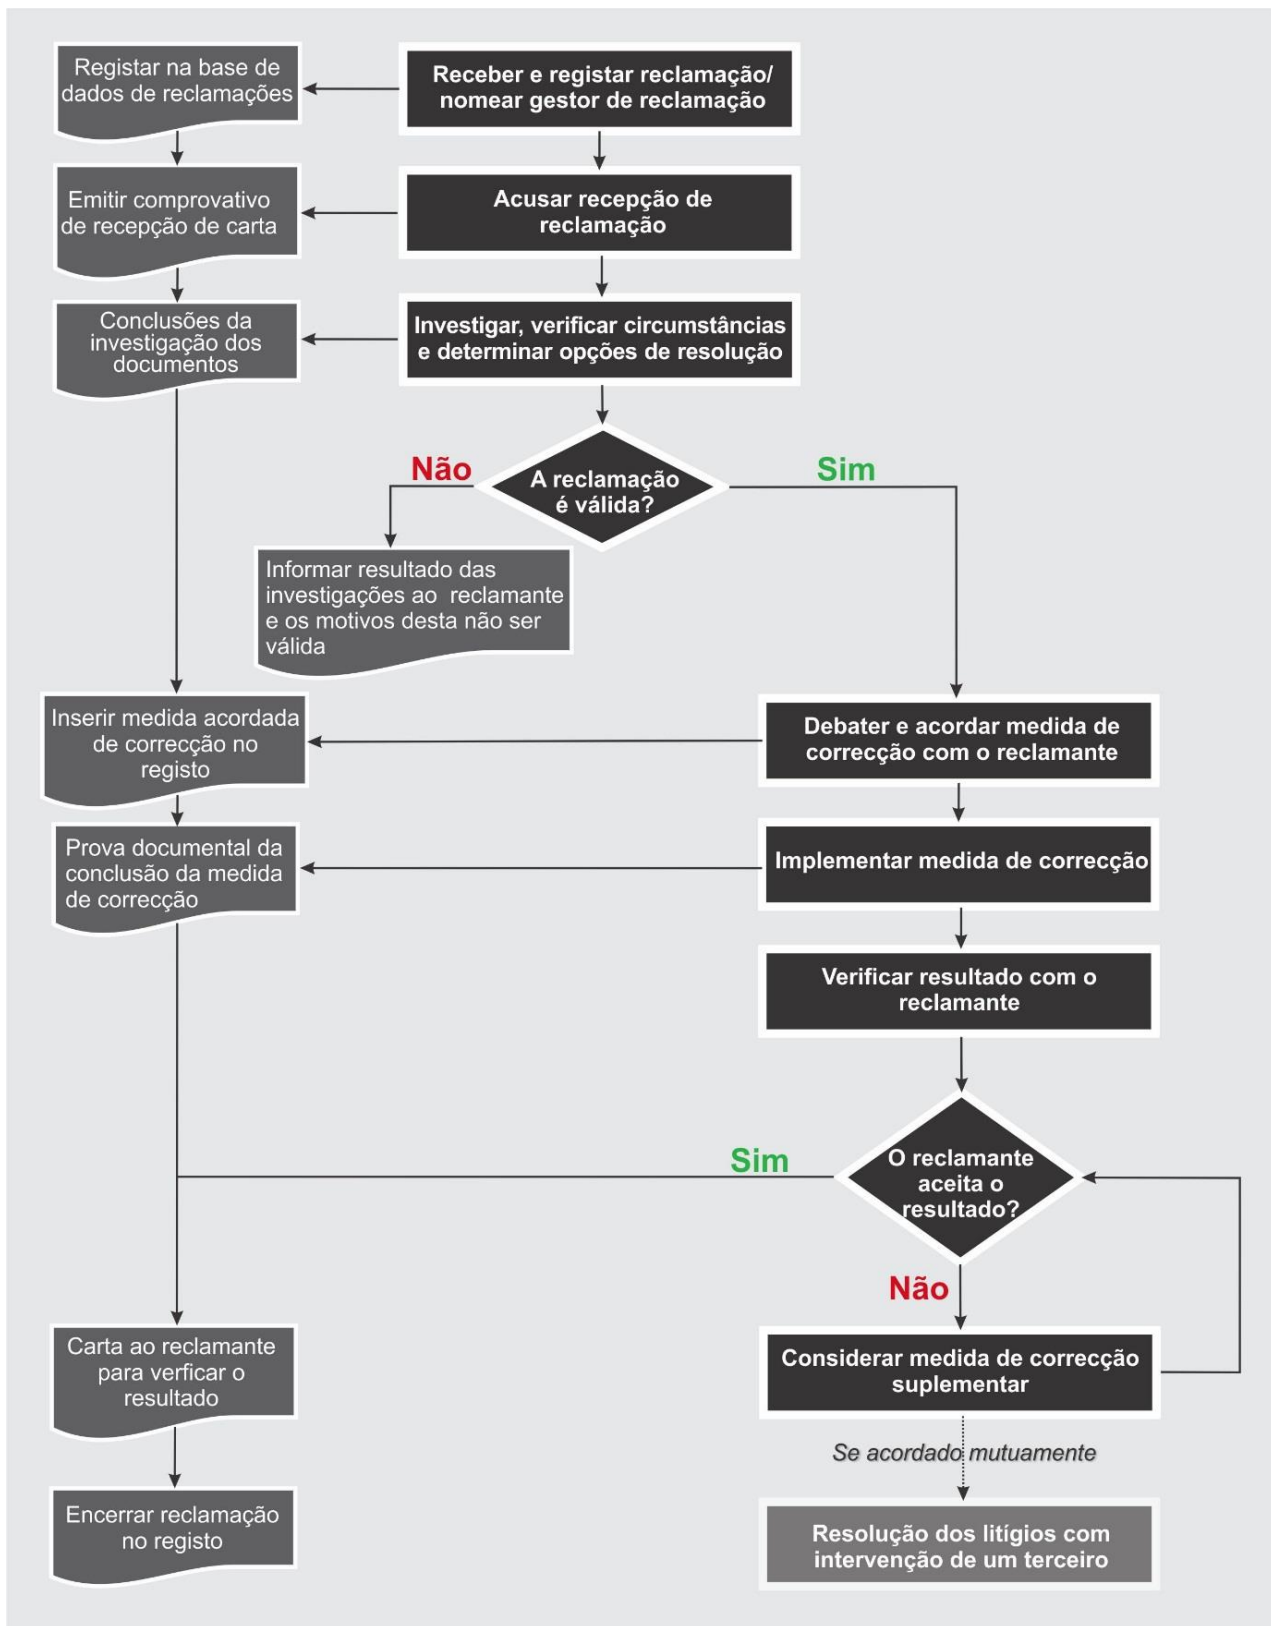 Registar na base de
dados de reclamações
Receber e registar reclamação/
nomear gestor de reclamação
Emitir comprovativo
de recepção de carta
Acusar recepção de
reclamação
Conclusões da
investigação dos
documentos
Investigar, verificar circumstâncias
e determinar opções de resolução
Não
Sim
A reclamação
é válida?
Informar resultado das
investigações ao reclamante
e os motivos desta não ser
válida
Inserir medida acordada
de correcção no
registo
Debater e acordar medida de
correcção com o reclamante
Prova documental da
conclusão da medida
de correcção
Implementar medida de correcção
Verificar resultado com o
reclamante
Sim
O reclamante
aceita o
resultado?
Não
Carta ao reclamante
para verficar o
resultado
Considerar medida de correcção
suplementar
Se acordado mutuamente
Encerrar reclamação
no registo
Resolução dos litígios com
intervenção de um terceiro